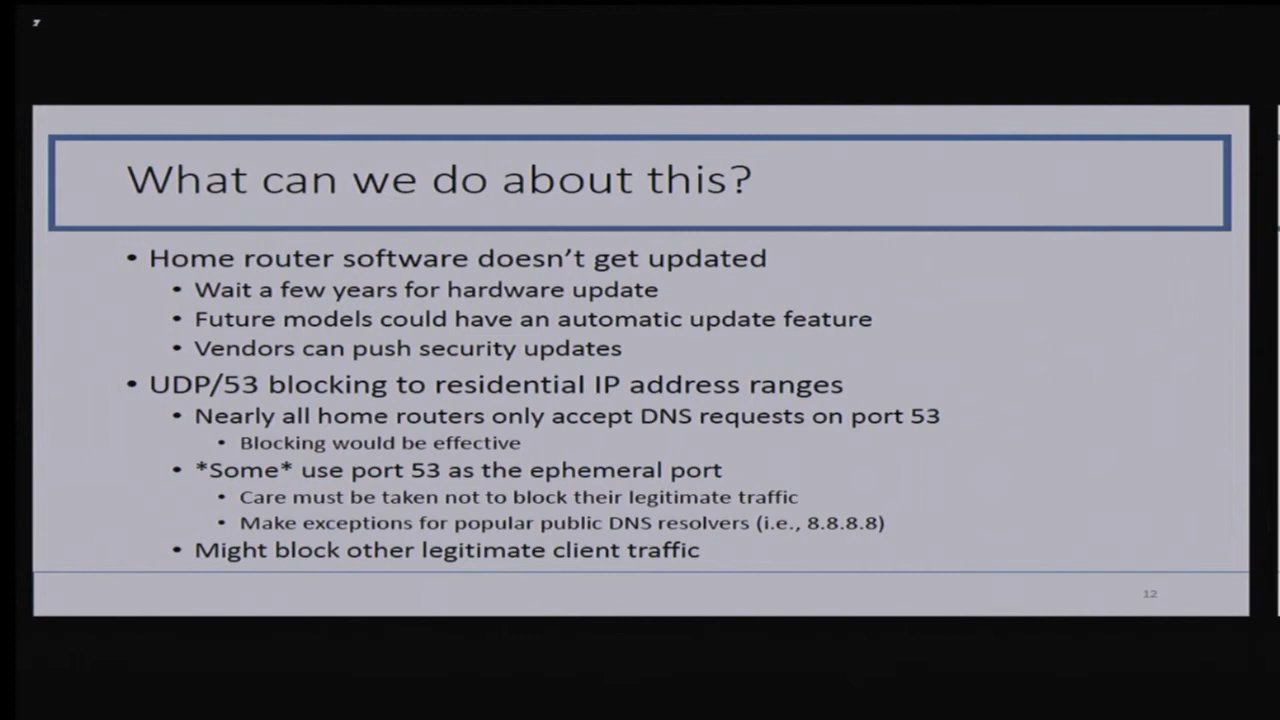 What can we do about this?
• Home router software doesn't get updated
• Wait a few years for hardware update
• Future models could have an automatic update feature
• Vendors can push security updates
• UDP/53 blocking to residential IP address ranges
• Nearly all home routers only accept DNS requests on port 53
• Blocking would be effective
• *Some* use port 53 as the ephemeral port
• Care must be taken not to block their legitimate traffic
• Make exceptions for popular public DNS resolvers (i.e., 8.8.8.8)
• Might block other legitimate client traffic
12